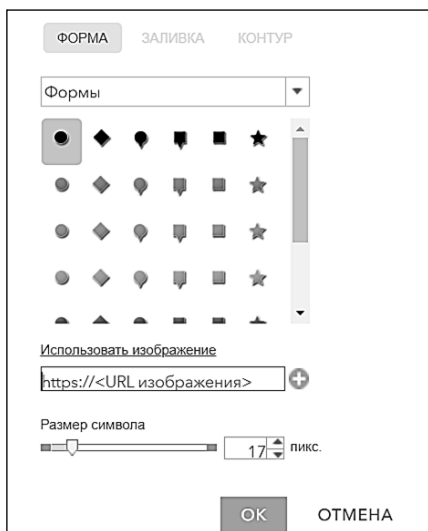 ФОРМА ЗАЛИВКА КОНТУР
Формы
Использовать изображение
https://<URL изображения>
Размер символа
17 пикс.
OK ОТМЕНА